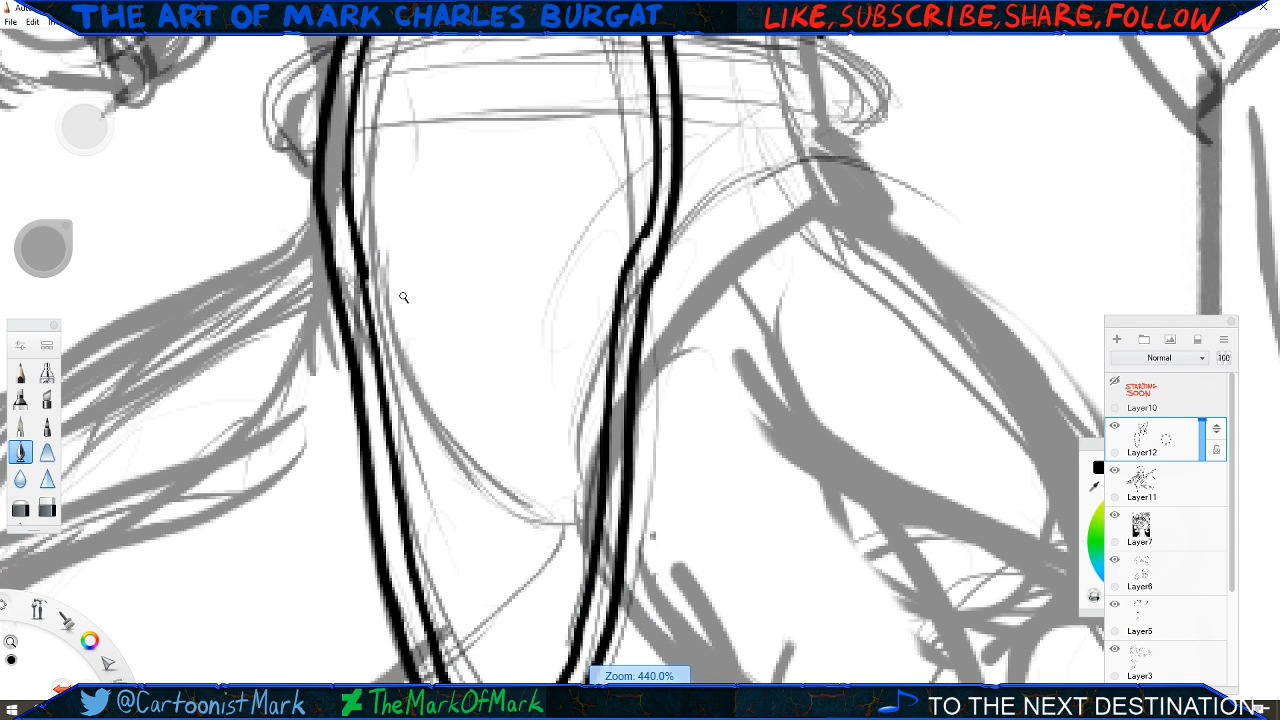 THE ART OF MARK CHARLES BURGAT
LIKE, SUBSCRIBE, SHARE, FOLLOW
File Edit
Normal
100
STARTING SOON
Layer10
Layer12
Layer11
Layer7
Layer6
Layer5
Layer3
Zoom: 440.0%
@CartoonistMark
TheMarkOfMark
TO THE NEXT DESTINATION